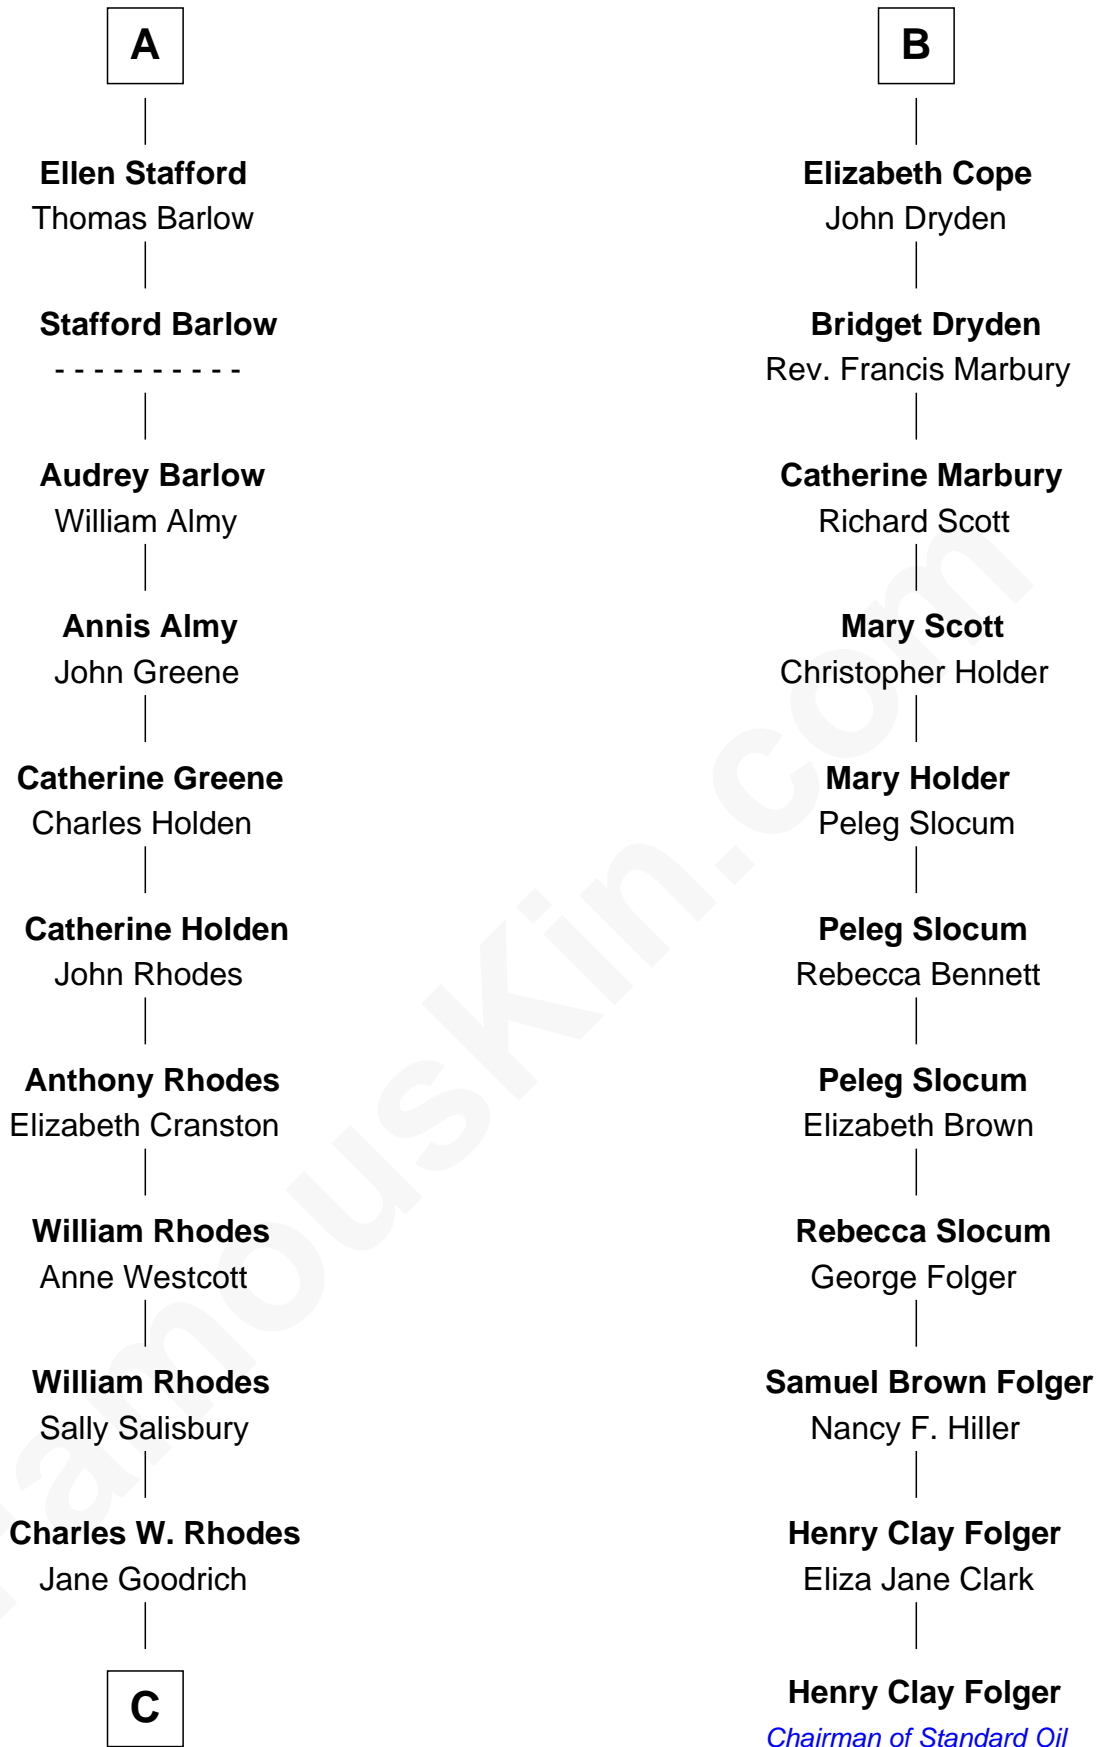 A
Ellen Stafford
Thomas Barlow
Stafford Barlow
- - - - - - - - - -
Audrey Barlow
William Almy
Annis Almy
John Greene
Catherine Greene
Charles Holden
Catherine Holden
John Rhodes
Anthony Rhodes
Elizabeth Cranston
William Rhodes
Anne Westcott
William Rhodes
Sally Salisbury
Charles W. Rhodes
Jane Goodrich
C
B
Elizabeth Cope
John Dryden
Bridget Dryden
Rev. Francis Marbury
Catherine Marbury
Richard Scott
Mary Scott
Christopher Holder
Mary Holder
Peleg Slocum
Peleg Slocum
Rebecca Bennett
Peleg Slocum
Elizabeth Brown
Rebecca Slocum
George Folger
Samuel Brown Folger
Nancy F. Hiller
Henry Clay Folger
Eliza Jane Clark
Henry Clay Folger
Chairman of Standard Oil
FamousKin.com